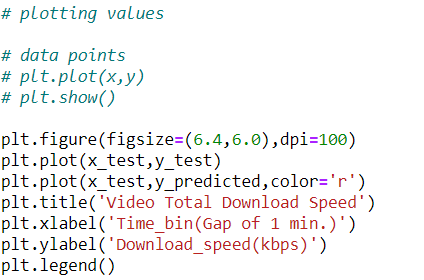 # plotting values
# data points
# plt.plot(x,y)
# plt.show()
plt.figure(figsize=(6.4,6.0),dpi=100)
plt.plot(x_test,y_test)
plt.plot(x_test,y_predicted,color='r')
plt.title('Video Total Download Speed')
plt.xlabel('Time_bin(Gap of 1 min.)')
plt.ylabel('Download_speed(kbps)')
plt.legend()